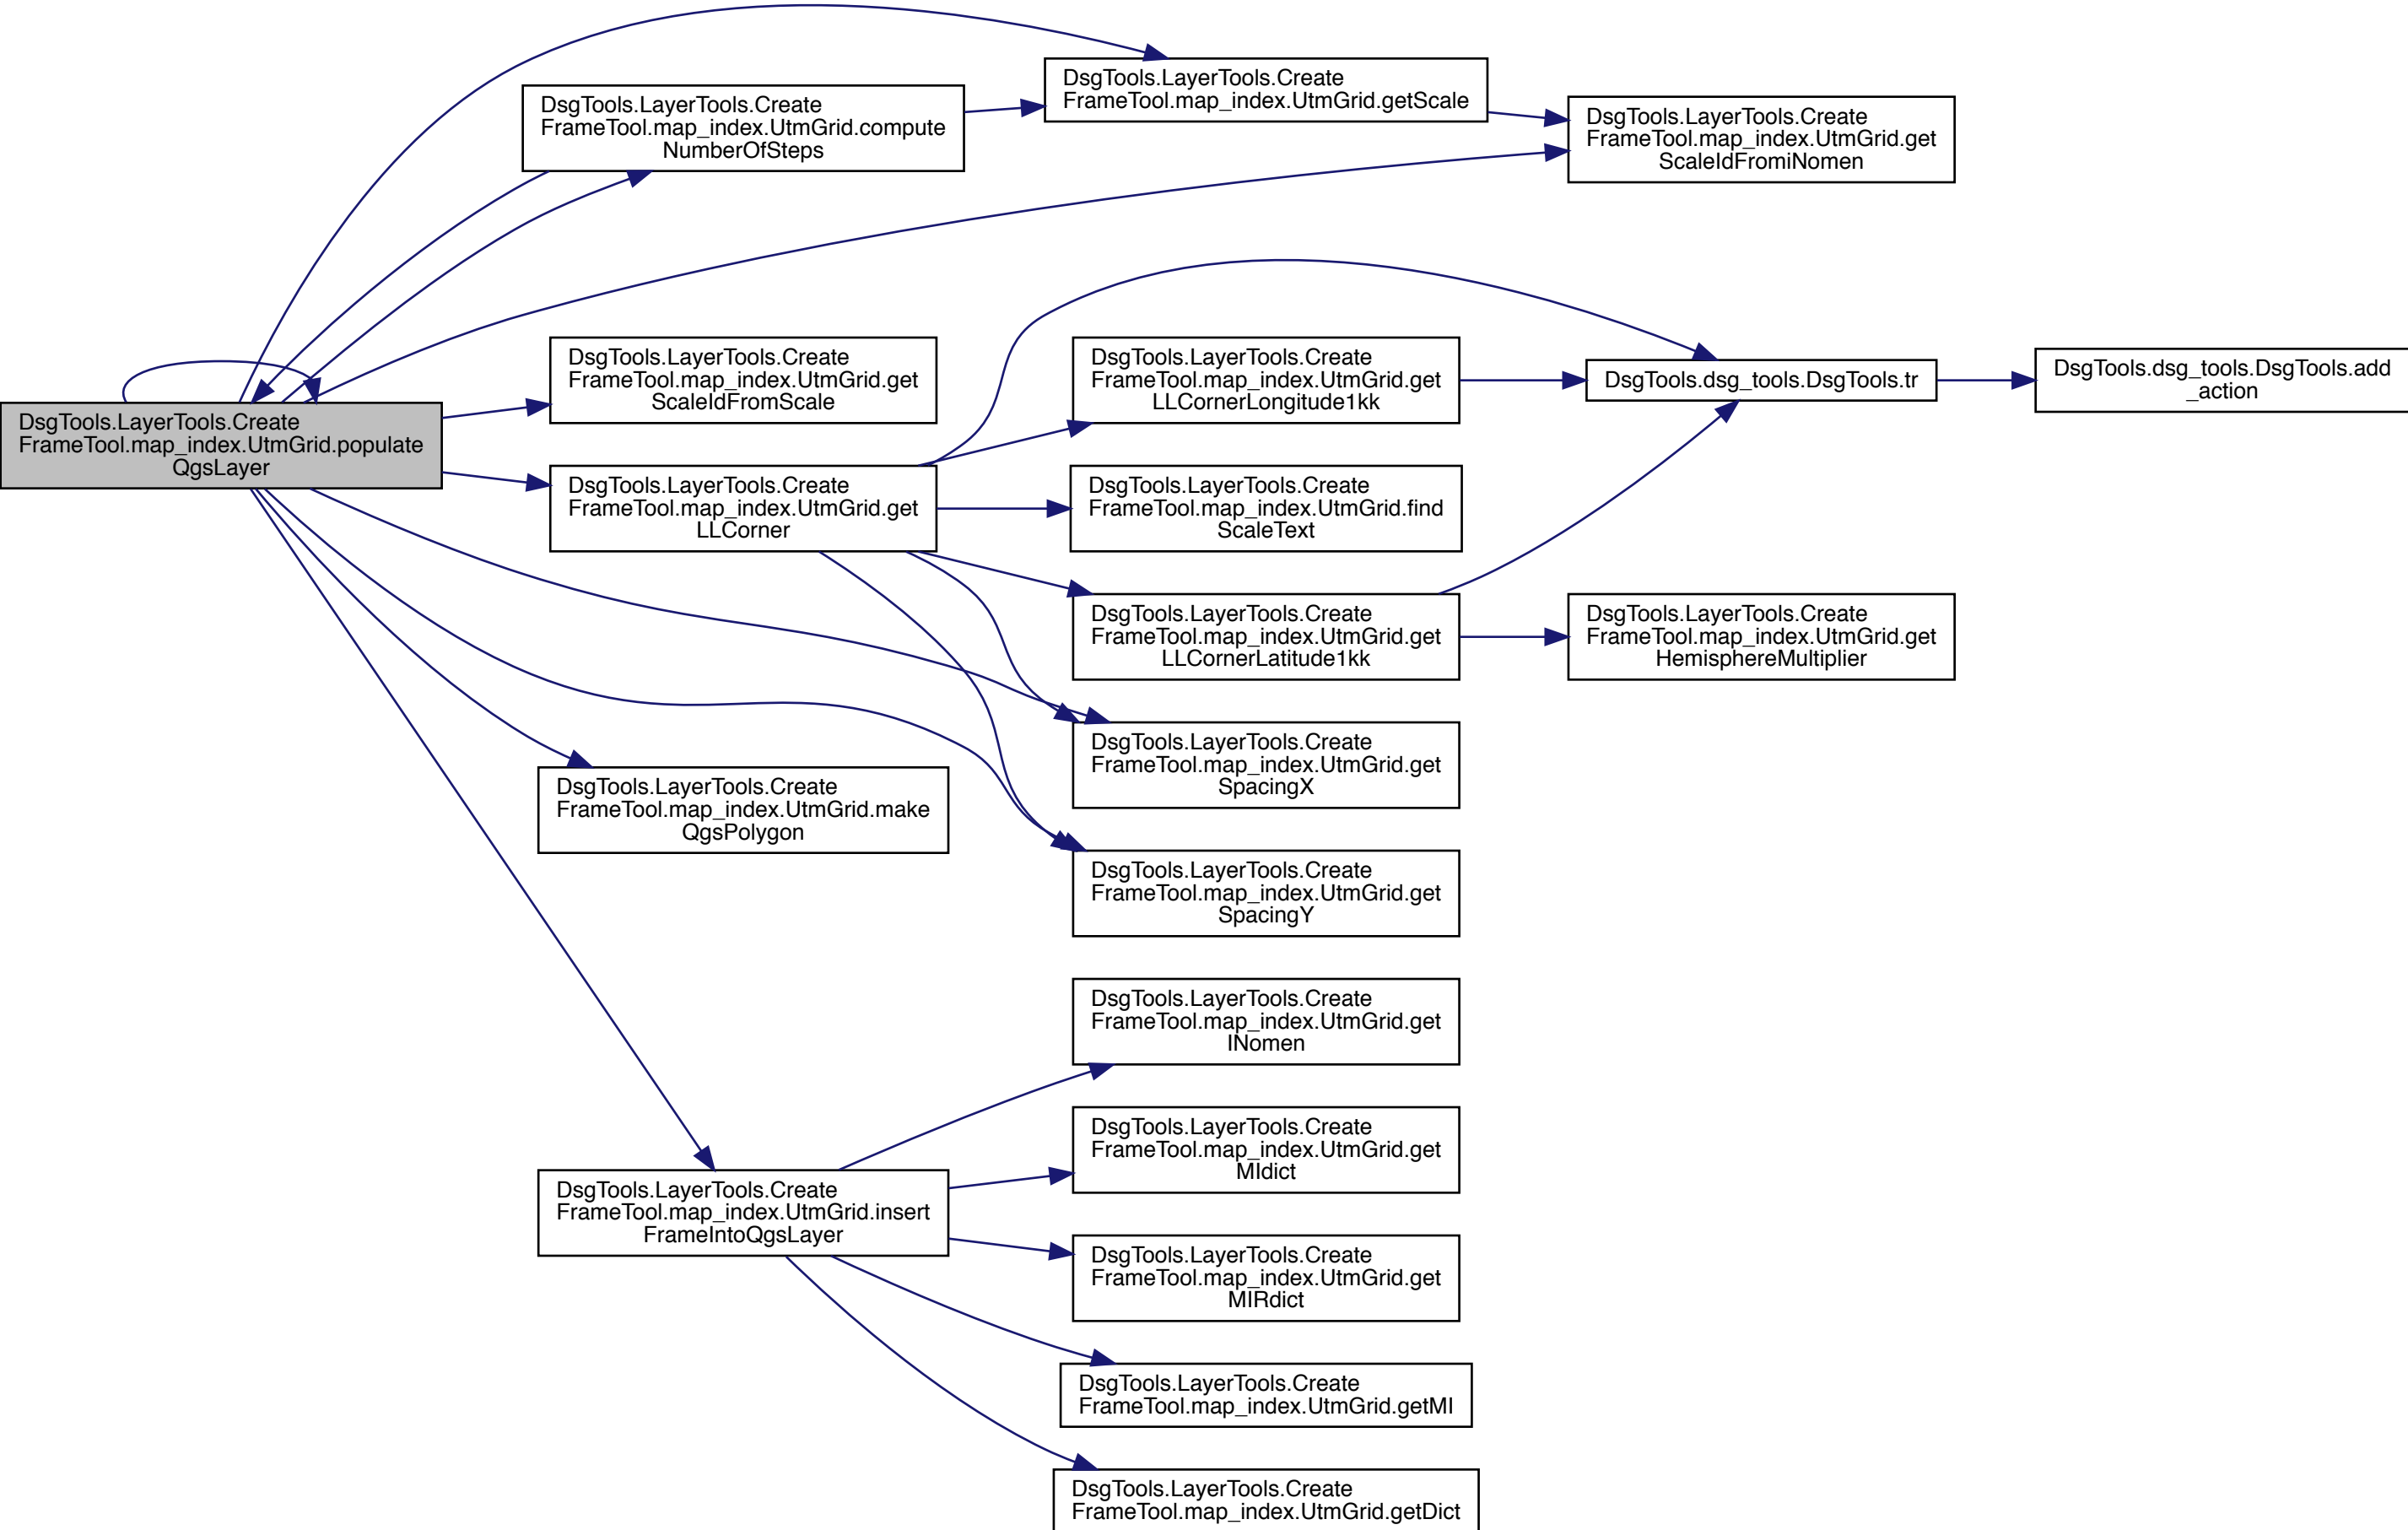 DsgTools.LayerTools.Create
FrameTool.map_index.UtmGrid.populate
QgsLayer
DsgTools.LayerTools.Create
FrameTool.map_index.UtmGrid.compute
NumberOfSteps
DsgTools.LayerTools.Create
FrameTool.map_index.UtmGrid.getScale
DsgTools.LayerTools.Create
FrameTool.map_index.UtmGrid.get
ScaleIdFromiNomen
DsgTools.LayerTools.Create
FrameTool.map_index.UtmGrid.get
ScaleIdFromScale
DsgTools.LayerTools.Create
FrameTool.map_index.UtmGrid.get
LLCorner
DsgTools.LayerTools.Create
FrameTool.map_index.UtmGrid.get
LLCornerLongitude1kk
DsgTools.dsg_tools.DsgTools.tr
DsgTools.dsg_tools.DsgTools.add
_action
DsgTools.LayerTools.Create
FrameTool.map_index.UtmGrid.find
ScaleText
DsgTools.LayerTools.Create
FrameTool.map_index.UtmGrid.get
LLCornerLatitude1kk
DsgTools.LayerTools.Create
FrameTool.map_index.UtmGrid.get
HemisphereMultiplier
DsgTools.LayerTools.Create
FrameTool.map_index.UtmGrid.get
SpacingX
DsgTools.LayerTools.Create
FrameTool.map_index.UtmGrid.make
QgsPolygon
DsgTools.LayerTools.Create
FrameTool.map_index.UtmGrid.get
SpacingY
DsgTools.LayerTools.Create
FrameTool.map_index.UtmGrid.get
INomen
DsgTools.LayerTools.Create
FrameTool.map_index.UtmGrid.get
MIdict
DsgTools.LayerTools.Create
FrameTool.map_index.UtmGrid.insert
FrameIntoQgsLayer
DsgTools.LayerTools.Create
FrameTool.map_index.UtmGrid.get
MIRdict
DsgTools.LayerTools.Create
FrameTool.map_index.UtmGrid.getMI
DsgTools.LayerTools.Create
FrameTool.map_index.UtmGrid.getDict